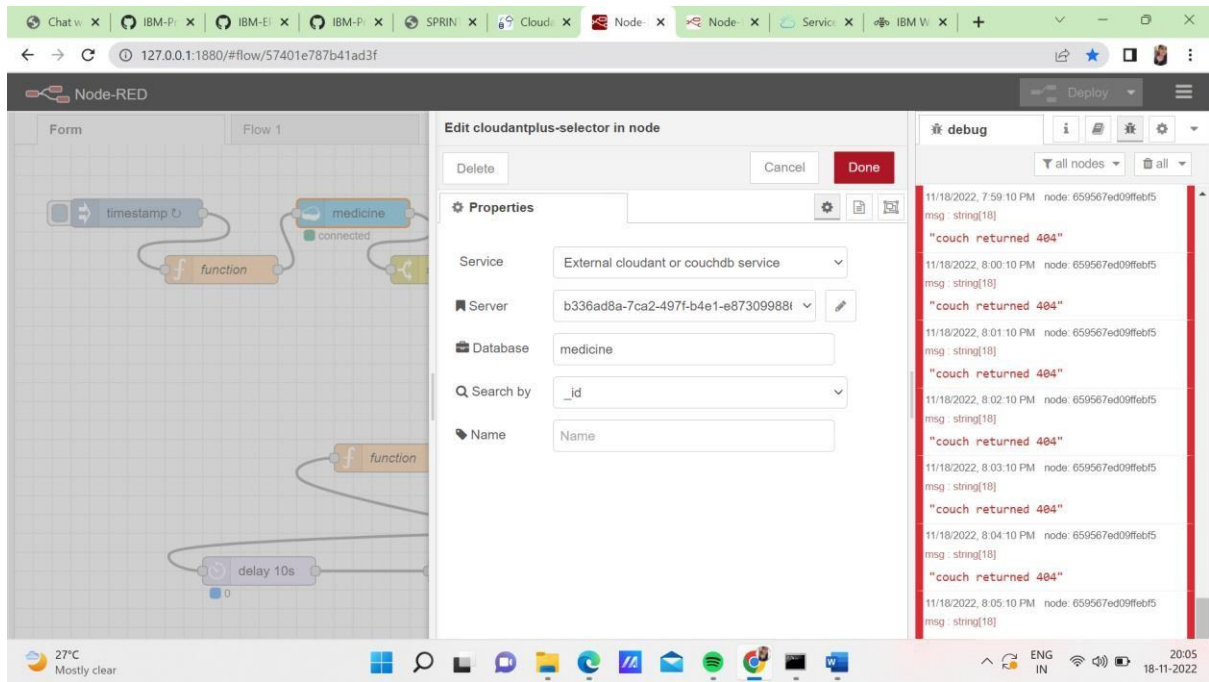 Chat w
IBM-Pr
IBM-EF
IBM-Pr
SPRIN
Clouda
Node-
Node-
Service
IBM W
127.0.0.1:1880/#flow/57401e787b41ad3f
Node-RED
Deploy
Form
Flow 1
timestamp ↻
medicine
connected
function
function
delay 10s
0
Edit cloudantplus-selector in node
Delete
Cancel
Done
Properties
Service
External cloudant or couchdb service
Server
b336ad8a-7ca2-497f-b4e1-e87309988
Database
medicine
Search by
_id
Name
Name
debug
i
all nodes
all
11/18/2022, 7:59:10 PM node: 659567ed09ffebf5
msg : string[18]
"couch returned 404"
11/18/2022, 8:00:10 PM node: 659567ed09ffebf5
msg : string[18]
"couch returned 404"
11/18/2022, 8:01:10 PM node: 659567ed09ffebf5
msg : string[18]
"couch returned 404"
11/18/2022, 8:02:10 PM node: 659567ed09ffebf5
msg : string[18]
"couch returned 404"
11/18/2022, 8:03:10 PM node: 659567ed09ffebf5
msg : string[18]
"couch returned 404"
11/18/2022, 8:04:10 PM node: 659567ed09ffebf5
msg : string[18]
"couch returned 404"
11/18/2022, 8:05:10 PM node: 659567ed09ffebf5
msg : string[18]
27°C
Mostly clear
ENG
IN
20:05
18-11-2022